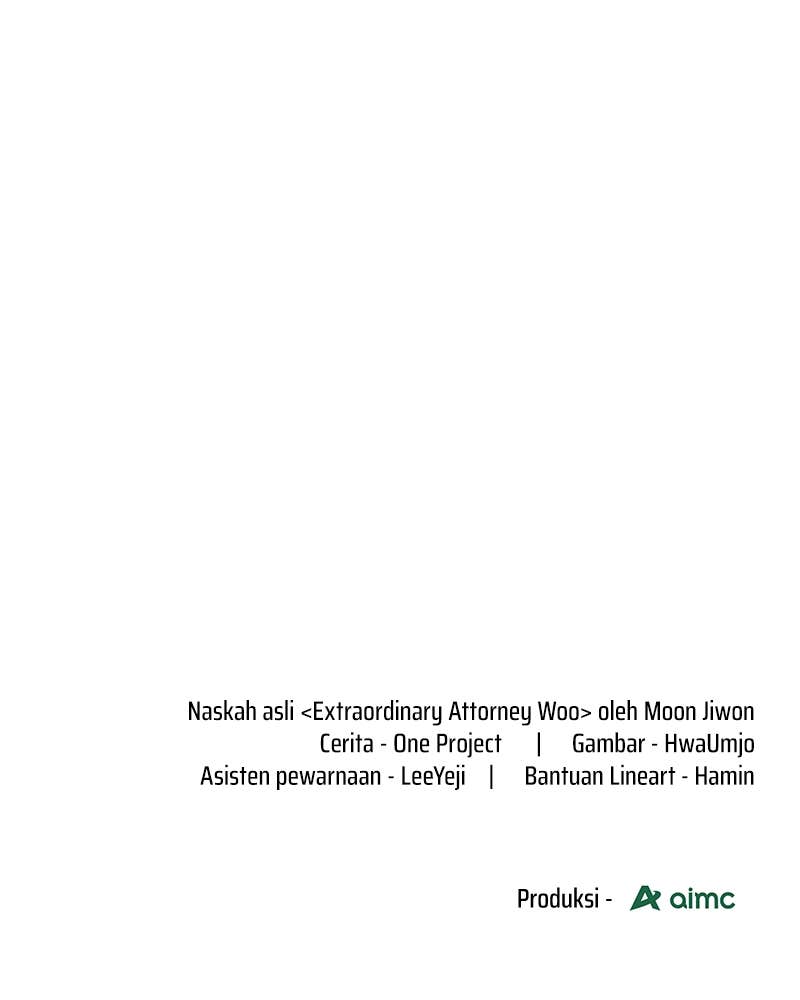 Naskah asli <Extraordinary Attorney Woo> oleh Moon Jiwon
Cerita - One Project | Gambar - HwaUmjo
Asisten pewarnaan - LeeYeji | Bantuan Lineart - Hamin
Produksi - aimc